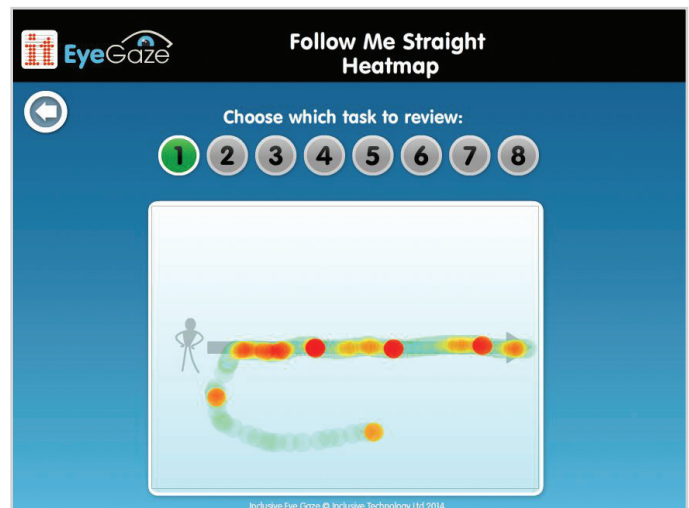 it EyeGaze
Follow Me Straight
Heatmap
Choose which task to review:
1 2 3 4 5 6 7 8
Inclusive Eye Gaze © Inclusive Technology Ltd 2014